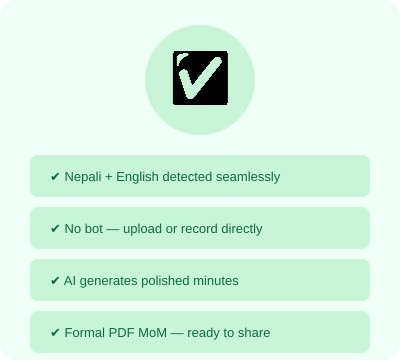 ✔ Nepali + English detected seamlessly
✔ No bot — upload or record directly
✔ AI generates polished minutes
✔ Formal PDF MoM — ready to share